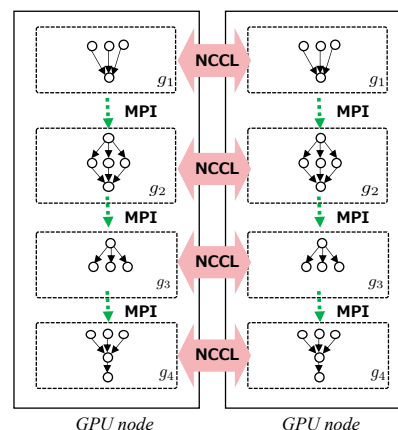 g1 NCCL g1
MPI MPI
g2 NCCL g2
MPI MPI
g3 NCCL g3
MPI MPI
g4 NCCL g4
GPU node GPU node